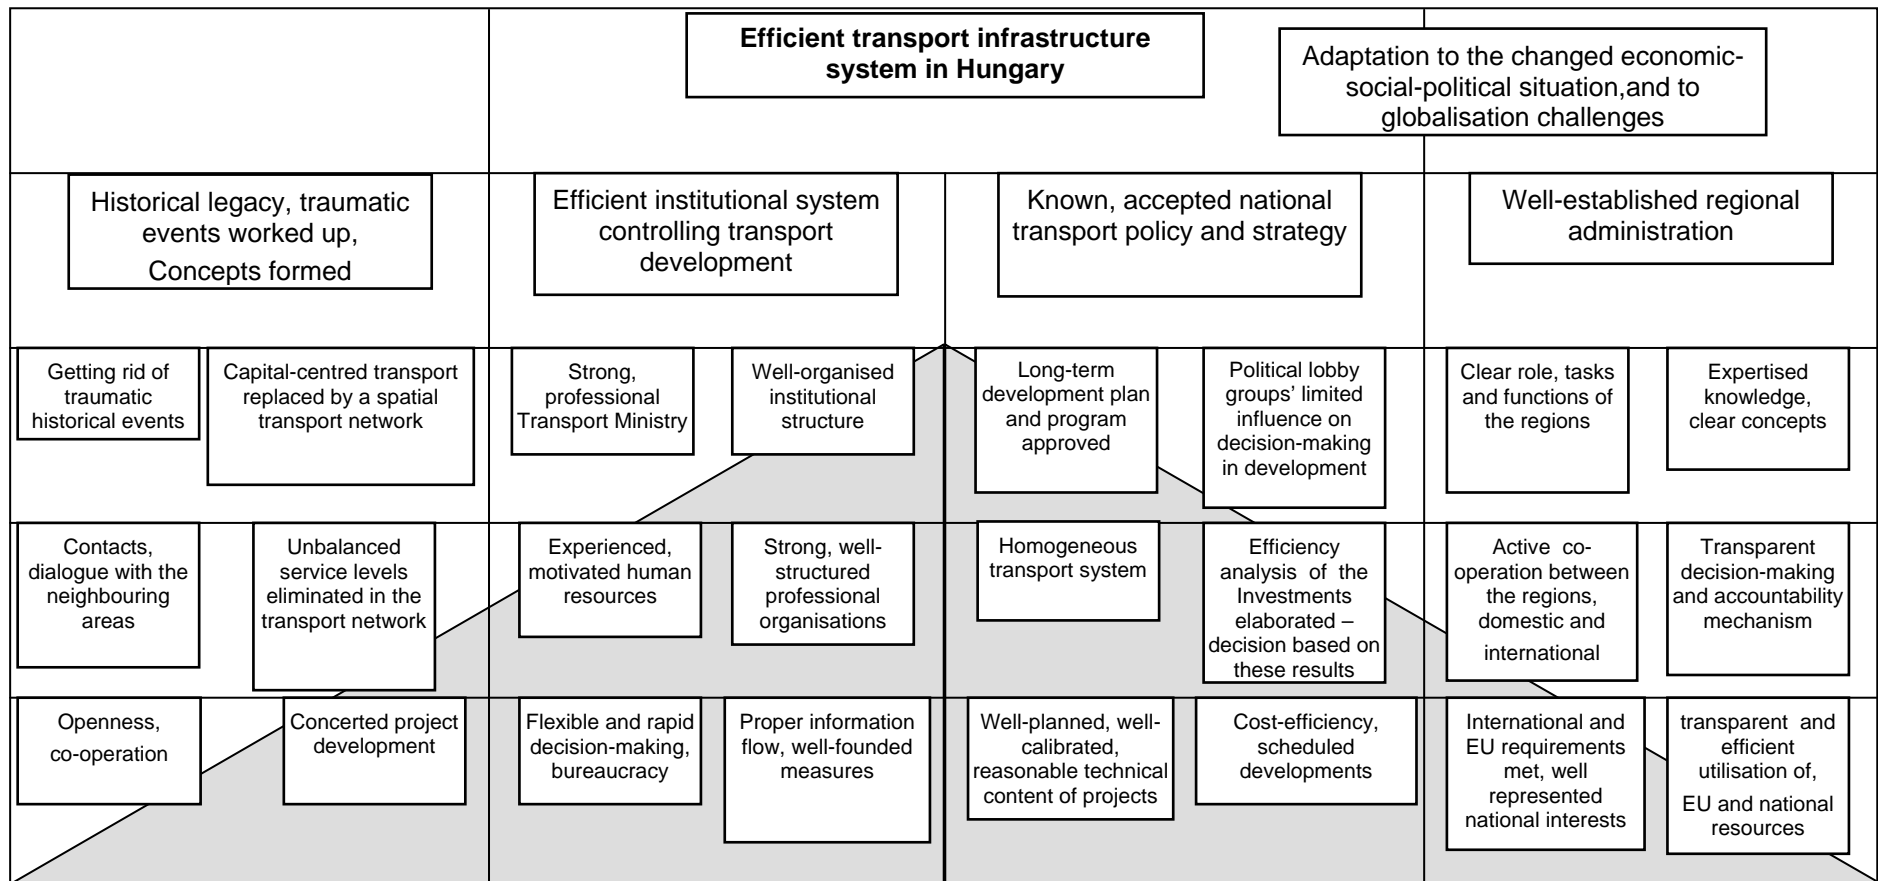 Efficient transport infrastructure
system in Hungary
Adaptation to the changed economic-
social-political situation,and to
globalisation challenges
Historical legacy, traumatic
events worked up,
Concepts formed
Efficient institutional system
controlling transport
development
Known, accepted national
transport policy and strategy
Well-established regional
administration
Getting rid of
traumatic
historical events
Capital-centred transport
replaced by a spatial
transport network
Strong,
professional
Transport Ministry
Well-organised
institutional
structure
Long-term
development plan
and program
approved
Political lobby
groups’ limited
influence on
decision-making
in development
Clear role, tasks
and functions of
the regions
Expertised
knowledge,
clear concepts
Contacts,
dialogue with the
neighbouring
areas
Unbalanced
service levels
eliminated in the
transport network
Experienced,
motivated human
resources
Strong, well-
structured
professional
organisations
Homogeneous
transport system
Efficiency
analysis of the
Investments
elaborated –
decision based on
these results
Active co-
operation between
the regions,
domestic and
international
Transparent
decision-making
and accountability
mechanism
Openness,
co-operation
Concerted project
development
Flexible and rapid
decision-making,
bureaucracy
Proper information
flow, well-founded
measures
Well-planned, well-
calibrated,
reasonable technical
content of projects
Cost-efficiency,
scheduled
developments
International and
EU requirements
met, well
represented
national interests
transparent and
efficient
utilisation of,
EU and national
resources